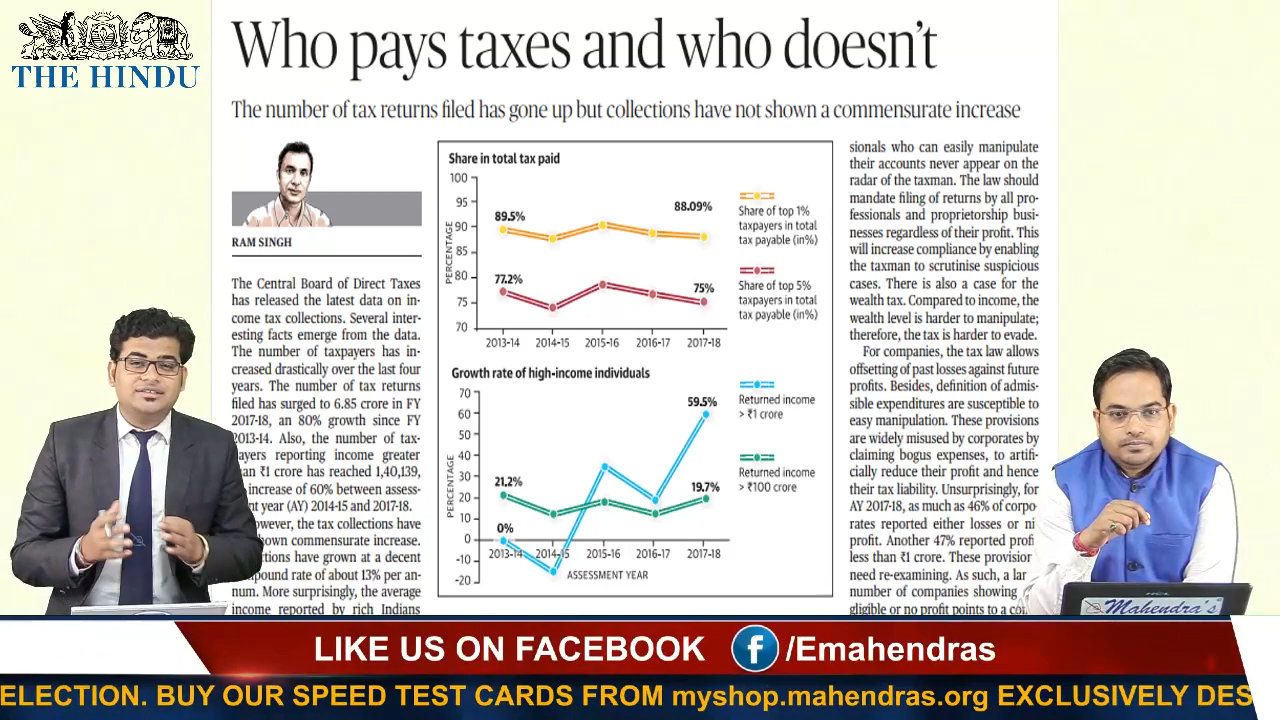 THE HINDU
Who pays taxes and who doesn't
The number of tax returns filed has gone up but collections have not shown a commensurate increase
RAM SINGH
The Central Board of Direct Taxes
has released the latest data on in-
come tax collections. Several inter-
esting facts emerge from the data.
The number of taxpayers has in-
creased drastically over the last four
years. The number of tax returns
filed has surged to 6.85 crore in FY
2017-18, an 80% growth since FY
2013-14. Also, the number of tax-
payers reporting income greater
than ₹1 crore has reached 1,40,139,
increase of 60% between assess-
year (AY) 2014-15 and 2017-18.
the tax collections have
commensurate increase.
have grown at a decent
rate of about 13% per an-
num. More surprisingly, the average
income reported by rich Indians
Share in total tax paid
PERCENTAGE
100
95
90
85
80
75
70
89.5%
88.09%
77.2%
75%
2013-14 2014-15 2015-16 2016-17 2017-18
Share of top 1%
taxpayers in total
tax payable (in%)
Share of top 5%
taxpayers in total
tax payable (in%)
Growth rate of high-income individuals
PERCENTAGE
70
60
50
40
30
20
10
0
-10
-20
21.2%
0%
59.5%
19.7%
2013-14 2014-15 2015-16 2016-17 2017-18
ASSESSMENT YEAR
Returned income
> ₹1 crore
Returned income
> ₹100 crore
sionals who can easily manipulate
their accounts never appear on the
radar of the taxman. The law should
mandate filing of returns by all pro-
fessionals and proprietorship busi-
nesses regardless of their profit. This
will increase compliance by enabling
the taxman to scrutinise suspicious
cases. There is also a case for the
wealth tax. Compared to income, the
wealth level is harder to manipulate;
therefore, the tax is harder to evade.
For companies, the tax law allows
offsetting of past losses against future
profits. Besides, definition of admis-
sible expenditures are susceptible to
easy manipulation. These provisions
are widely misused by corporates by
claiming bogus expenses, to artifi-
cially reduce their profit and hence
their tax liability. Unsurprisingly, for
AY 2017-18, as much as 46% of corpo-
rates reported either losses or
profit. Another 47% reported
less than ₹1 crore. These
need re-examining. As such, a
number of companies showing
gligible or no profit points to a
HCL
Mahendra's
LIKE US ON FACEBOOK f /Emahendras
ELECTION. BUY OUR SPEED TEST CARDS FROM myshop.mahendras.org EXCLUSIVELY DES